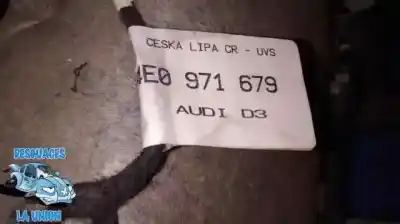 CESKA LIPA CR - UVS
4E0 971 679
AUDI D3
DESGUACES
LA UNION